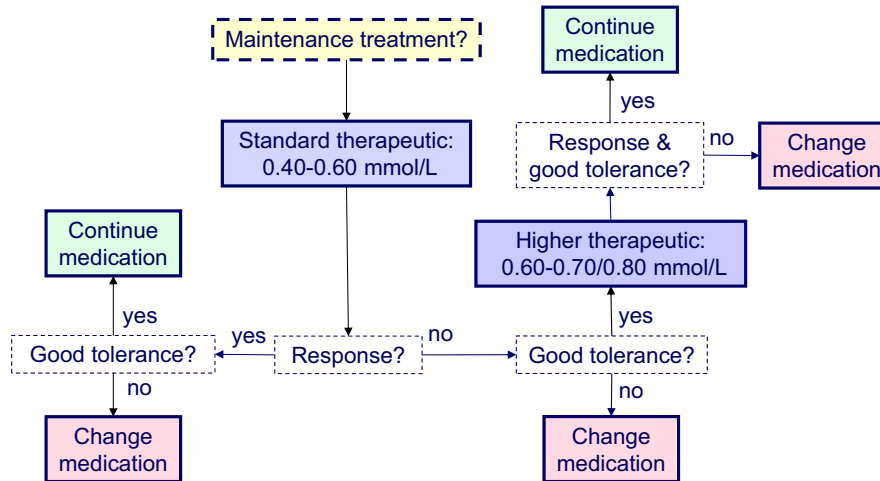 Maintenance treatment?
Continue
medication
yes
Standard therapeutic:
0.40-0.60 mmol/L
Response &
good tolerance?
no
Change
medication
Continue
medication
Higher therapeutic:
0.60-0.70/0.80 mmol/L
yes
yes
Good tolerance?
yes
Response?
no
Good tolerance?
no
no
Change
medication
Change
medication